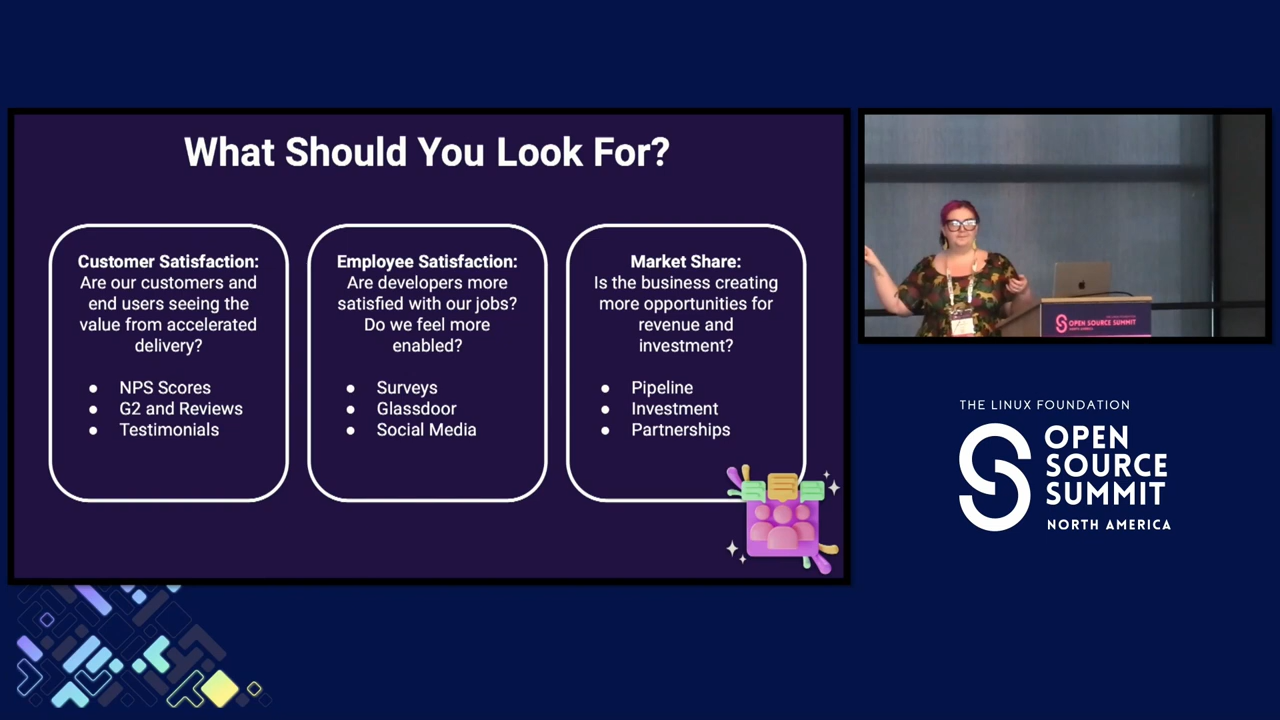 What Should You Look For?
Customer Satisfaction:
Are our customers and
end users seeing the
value from accelerated
delivery?
● NPS Scores
● G2 and Reviews
● Testimonials
Employee Satisfaction:
Are developers more
satisfied with our jobs?
Do we feel more
enabled?
● Surveys
● Glassdoor
● Social Media
Market Share:
Is the business creating
more opportunities for
revenue and
investment?
● Pipeline
● Investment
● Partnerships
OPEN SOURCE SUMMIT
THE LINUX FOUNDATION
OPEN
SOURCE
SUMMIT
NORTH AMERICA